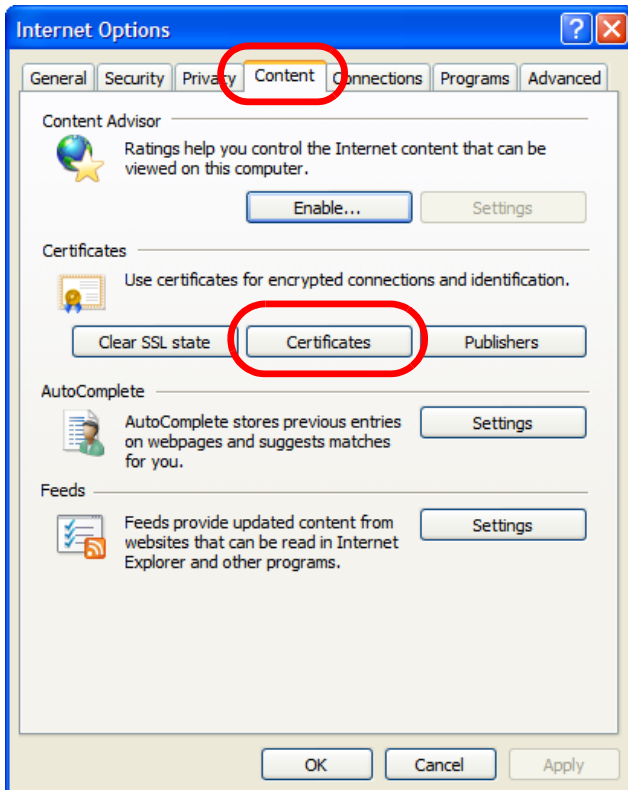 Internet Options
General Security Privacy Content Connections Programs Advanced
Content Advisor
Ratings help you control the Internet content that can be
viewed on this computer.
Enable... Settings
Certificates
Use certificates for encrypted connections and identification.
Clear SSL state Certificates Publishers
AutoComplete
AutoComplete stores previous entries
on webpages and suggests matches
for you.
Settings
Feeds
Feeds provide updated content from
websites that can be read in Internet
Explorer and other programs.
Settings
OK Cancel Apply